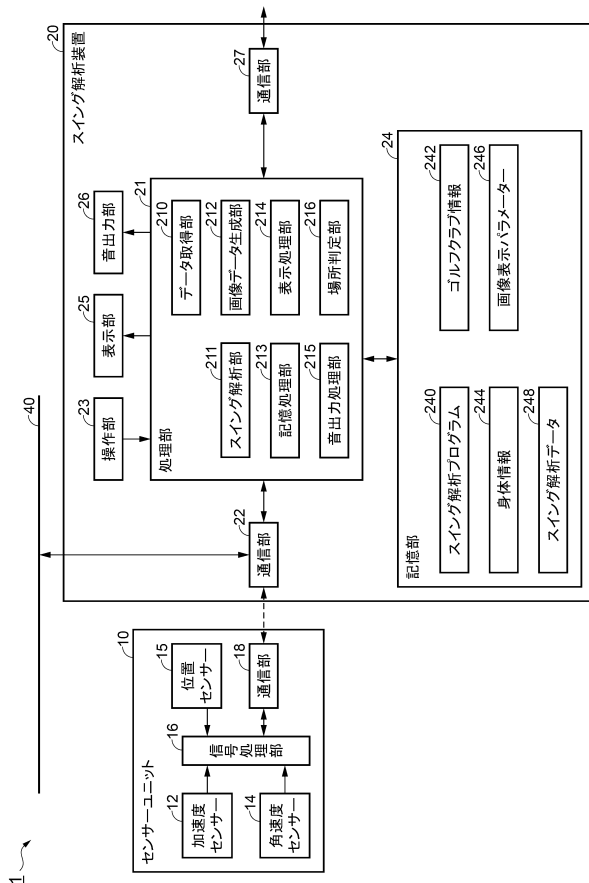 1
40
センサーユニット
10
12
加速度
センサー
14
角速度
センサー
16
信号処理部
15
位置
センサー
18
通信部
スイング解析装置
20
22
通信部
23
操作部
25
表示部
26
音出力部
処理部
21
210
データ取得部
211
スイング解析部
212
画像データ生成部
213
記憶処理部
214
表示処理部
215
音出力処理部
216
場所判定部
27
通信部
記憶部
24
240
スイング解析プログラム
242
ゴルフクラブ情報
244
身体情報
246
画像表示パラメーター
248
スイング解析データ